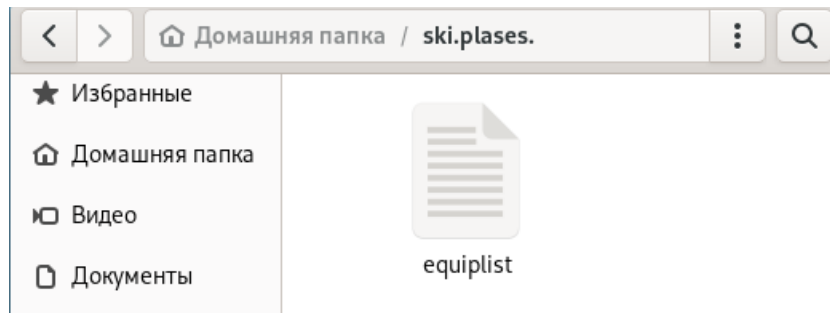 Домашняя папка / ski.plases.
Избранные
Домашняя папка
Видео
Документы
equiplist